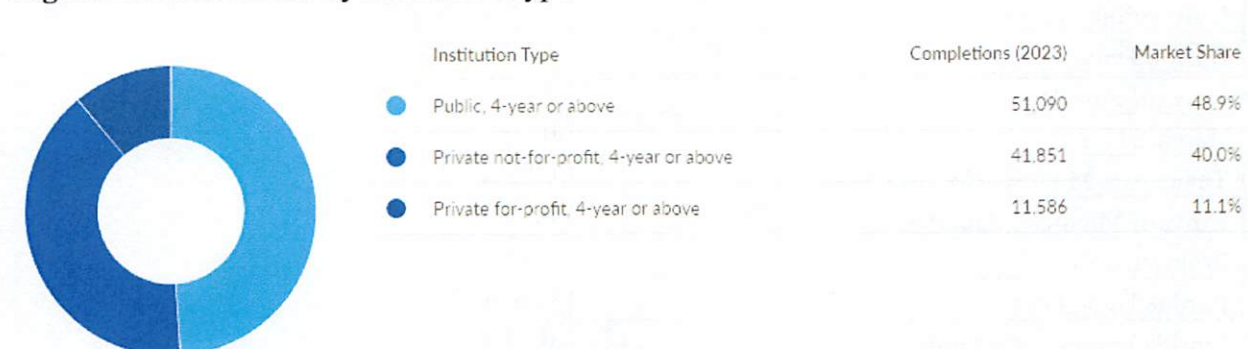 Institution Type Completions (2023) Market Share
Public, 4-year or above 51,090 48.9%
Private not-for-profit, 4-year or above 41,851 40.0%
Private for-profit, 4-year or above 11,586 11.1%